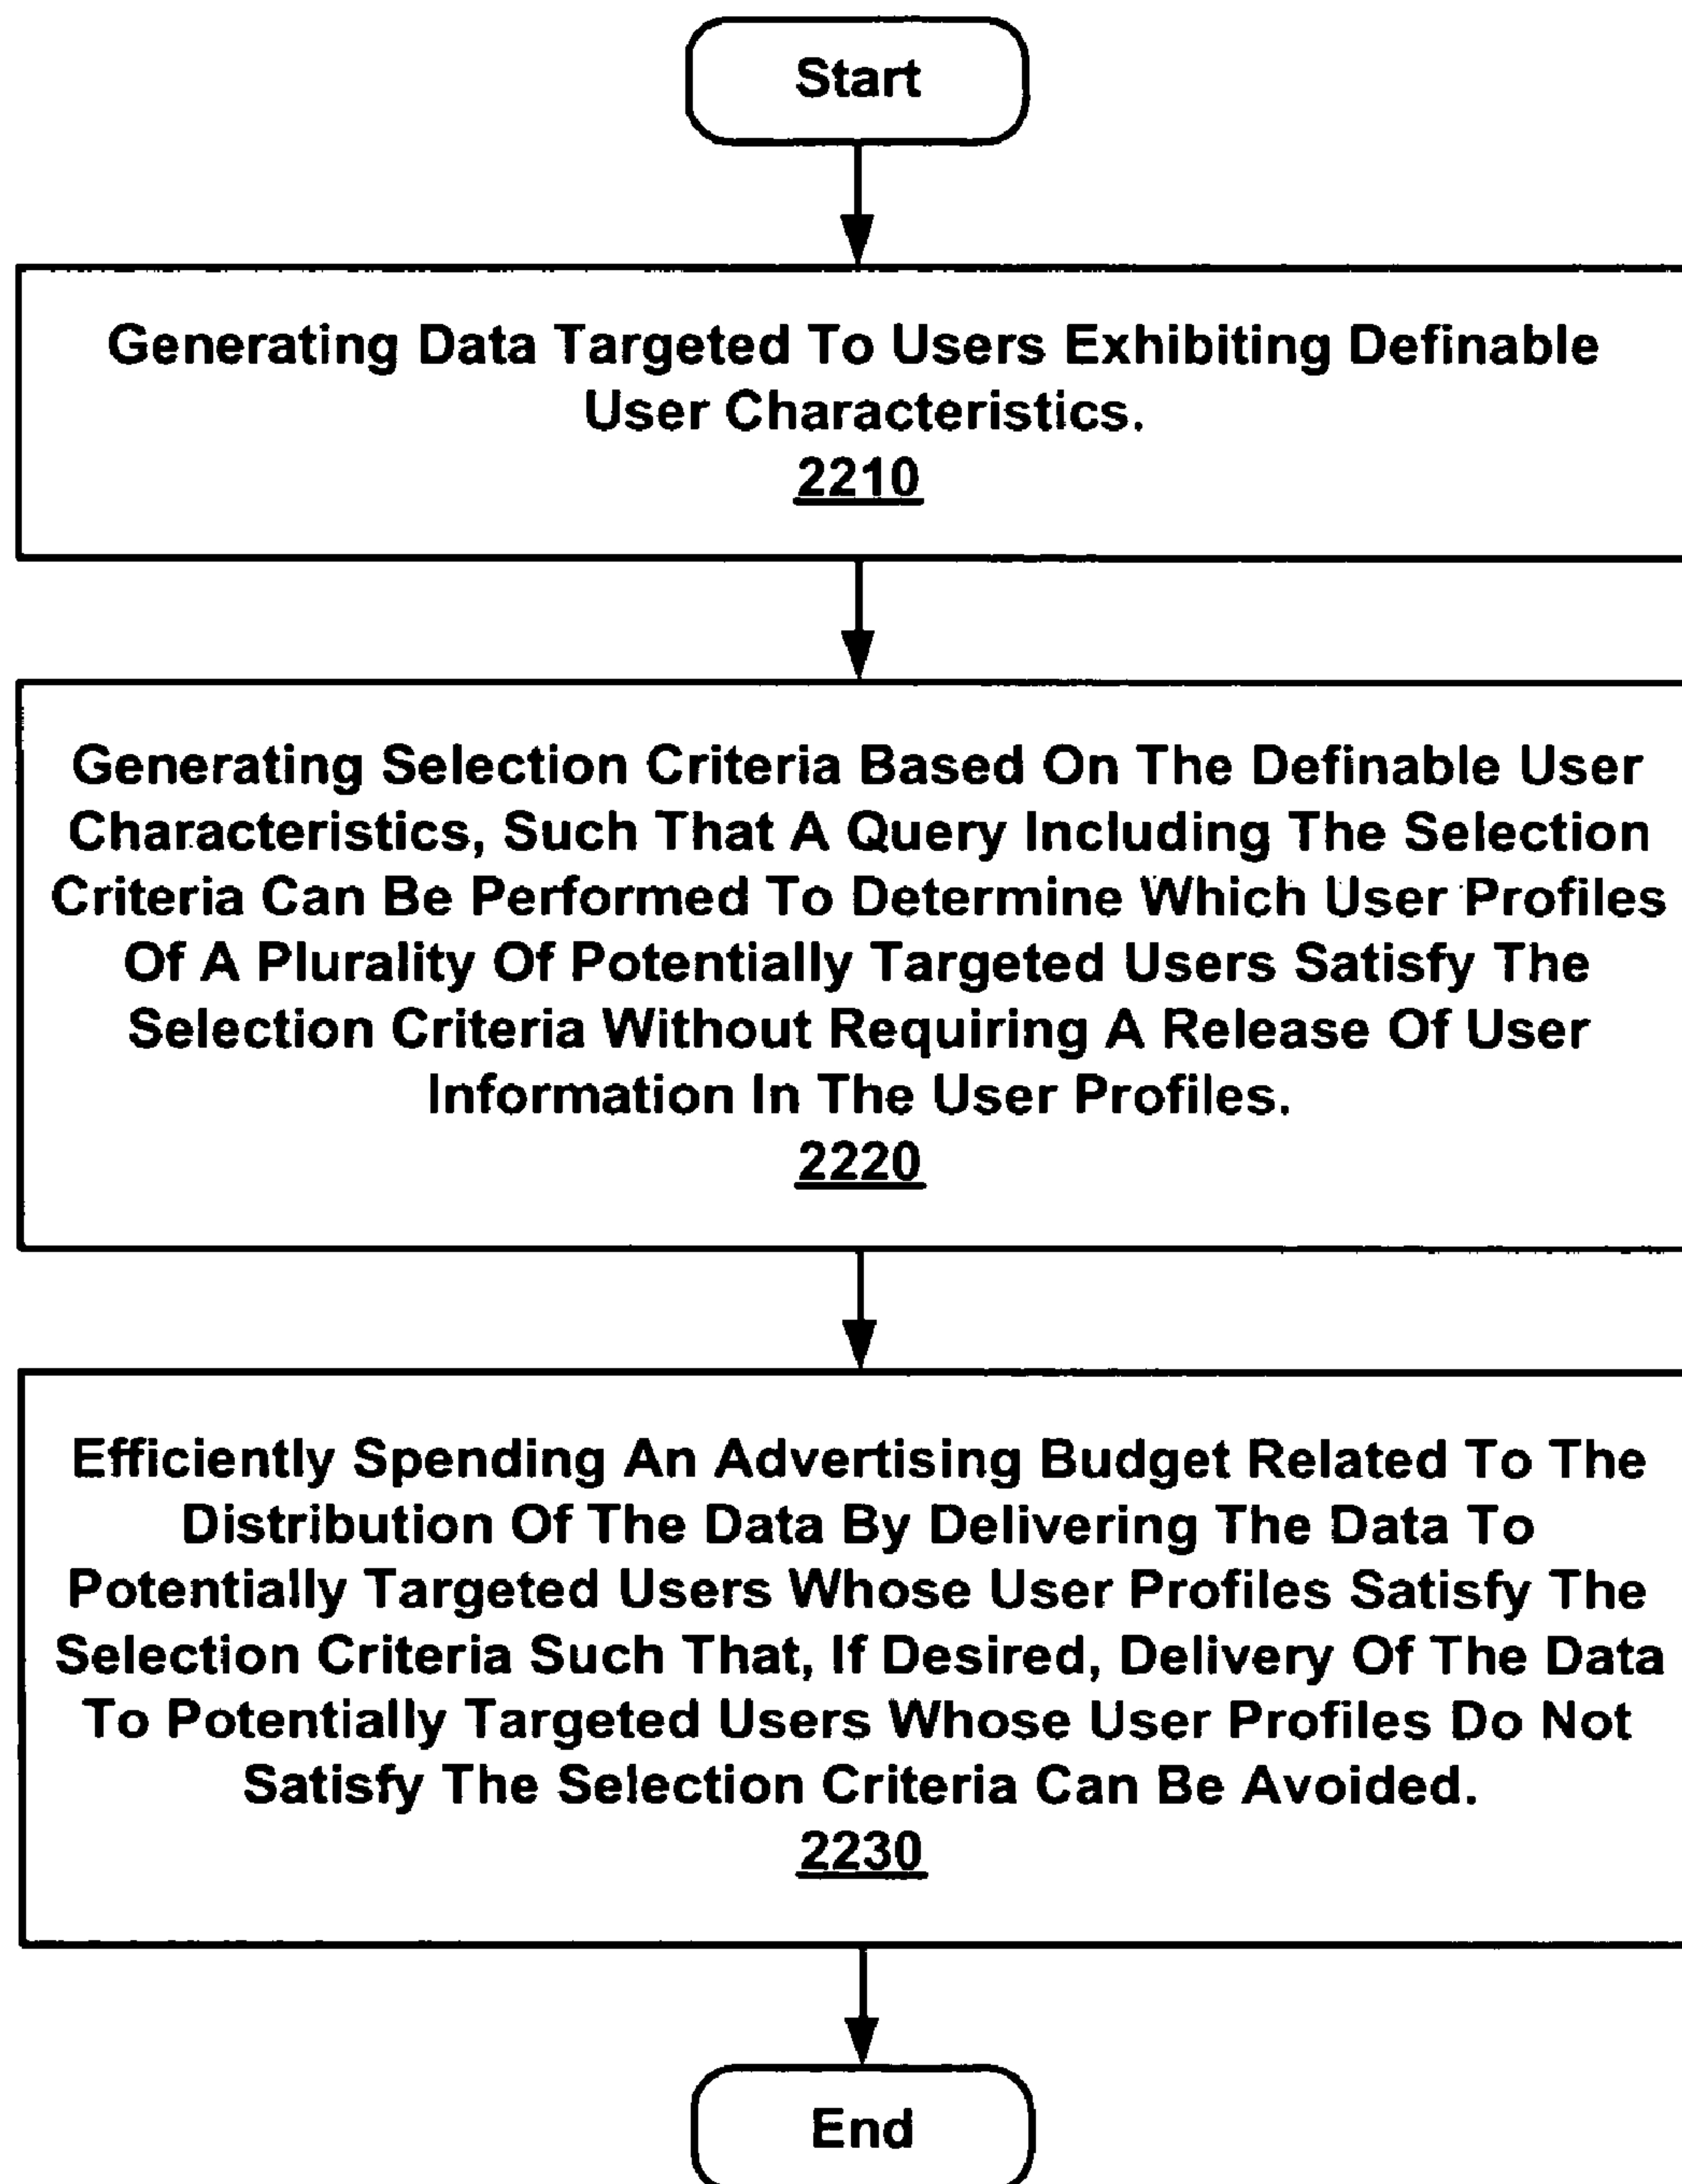 Start
Generating Data Targeted To Users Exhibiting Definable
User Characteristics.
2210
Generating Selection Criteria Based On The Definable User
Characteristics, Such That A Query Including The Selection
Criteria Can Be Performed To Determine Which User Profiles
Of A Plurality Of Potentially Targeted Users Satisfy The
Selection Criteria Without Requiring A Release Of User
Information In The User Profiles.
2220
Efficiently Spending An Advertising Budget Related To The
Distribution Of The Data By Delivering The Data To
Potentially Targeted Users Whose User Profiles Satisfy The
Selection Criteria Such That, If Desired, Delivery Of The Data
To Potentially Targeted Users Whose User Profiles Do Not
Satisfy The Selection Criteria Can Be Avoided.
2230
End